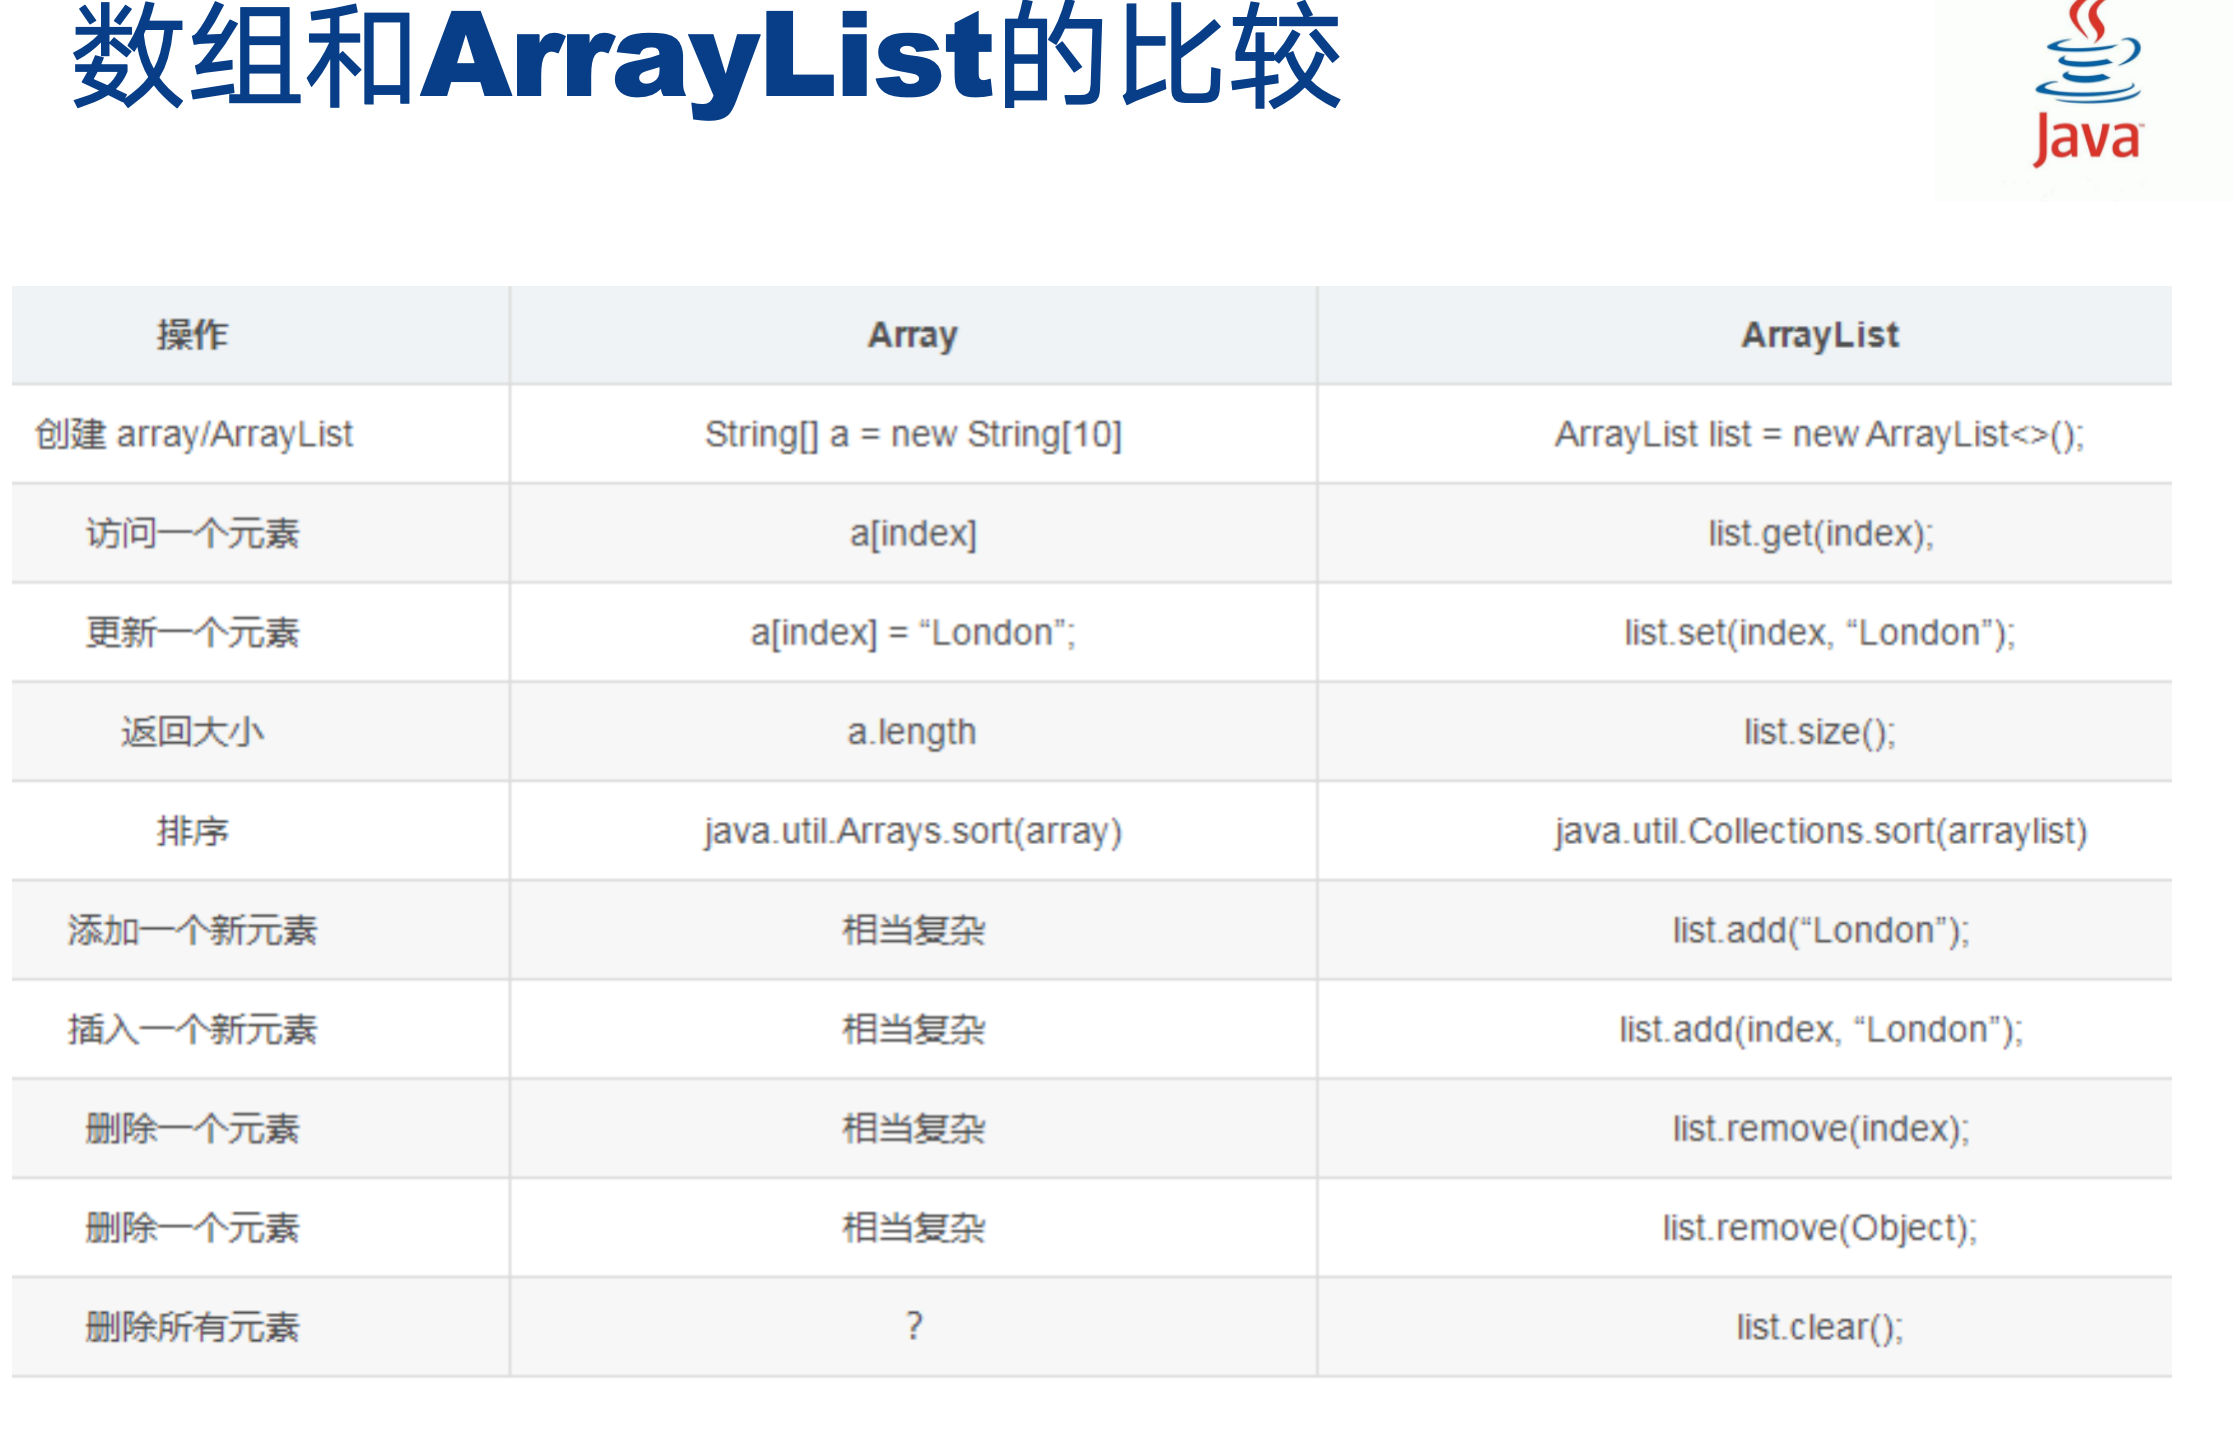 数组和ArrayList的比较
Java
操作 Array ArrayList
创建 array/ArrayList String[] a = new String[10] ArrayList list = new ArrayList<>();
访问一个元素 a[index] list.get(index);
更新一个元素 a[index] = “London”; list.set(index, “London”);
返回大小 a.length list.size();
排序 java.util.Arrays.sort(array) java.util.Collections.sort(arraylist)
添加一个新元素 相当复杂 list.add(“London”);
插入一个新元素 相当复杂 list.add(index, “London”);
删除一个元素 相当复杂 list.remove(index);
删除一个元素 相当复杂 list.remove(Object);
删除所有元素 ？ list.clear();